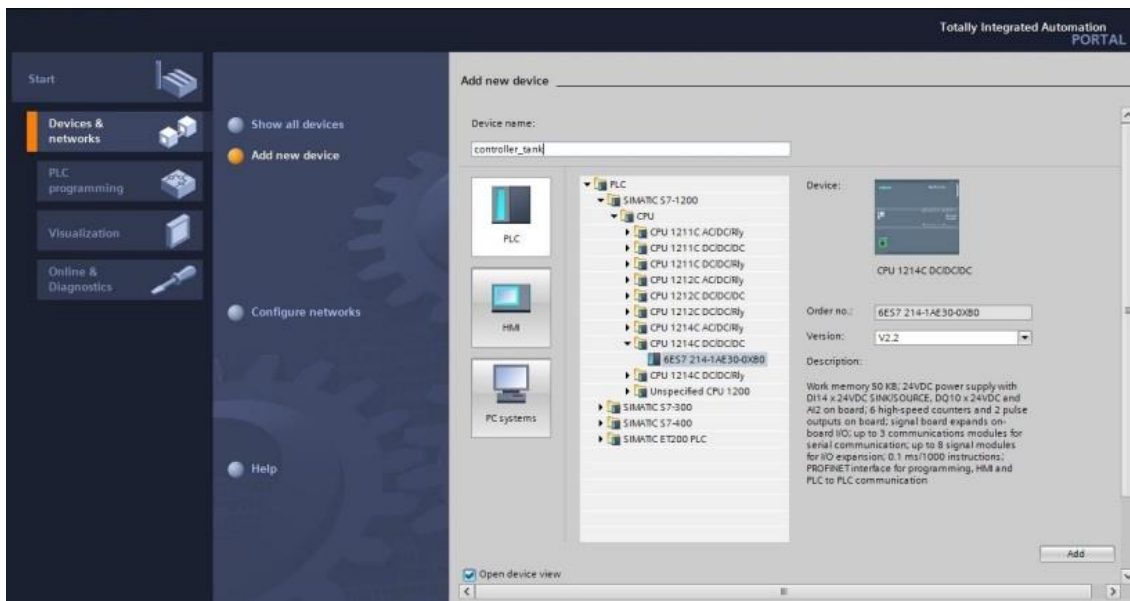 Totally Integrated Automation
PORTAL
Start
Devices &
networks
PLC
programming
Visualization
Online &
Diagnostics
Show all devices
Add new device
Configure networks
Help
Add new device
Device name:
controller_tank
PLC
HMI
PC systems
PLC
SIMATIC S7-1200
CPU
CPU 1211C AC/DC/Rly
CPU 1211C DC/DC/DC
CPU 1211C DC/DC/Rly
CPU 1212C AC/DC/Rly
CPU 1212C DC/DC/DC
CPU 1212C DC/DC/Rly
CPU 1214C AC/DC/Rly
CPU 1214C DC/DC/DC
6ES7 214-1AE30-0XB0
CPU 1214C DC/DC/Rly
Unspecified CPU 1200
SIMATIC S7-300
SIMATIC S7-400
SIMATIC ET200 PLC
Device:
CPU 1214C DC/DC/DC
Order no.: 6ES7 214-1AE30-0XB0
Version: V2.2
Description:
Work memory 50 KB; 24VDC power supply with
DI14 x 24VDC SINK/SOURCE, DQ10 x 24VDC and
AI2 on board; 6 high-speed counters and 2 pulse
outputs on board; signal board expands on-
board I/O; up to 3 communications modules for
serial communication; up to 8 signal modules
for I/O expansion; 0.1 ms/1000 instructions;
PROFINET interface for programming, HMI and
PLC to PLC communication
Add
Open device view